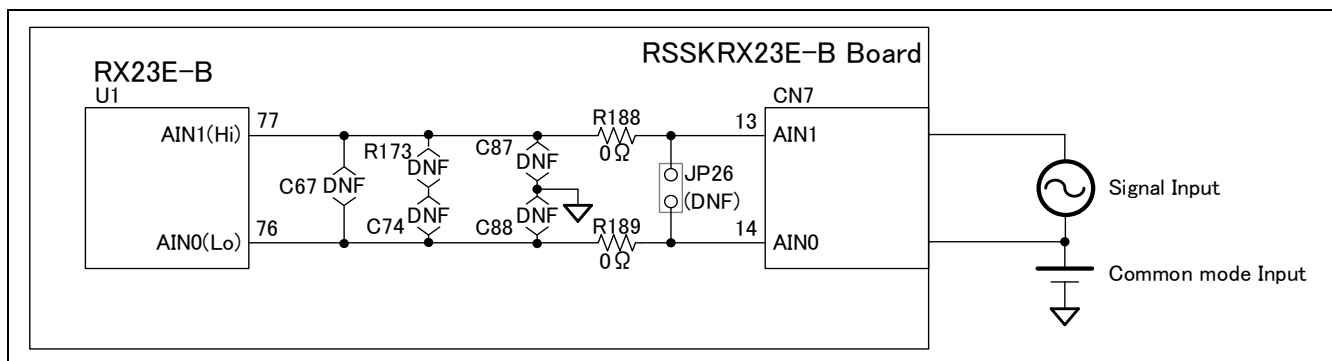 RSSKRX23E-B Board
RX23E-B
U1
CN7
AIN1(Hi)
77
R188
0Ω
13
AIN1
C67
DNF
R173
DNF
C87
DNF
JP26
(DNF)
Signal Input
C74
DNF
C88
DNF
AIN0(Lo)
76
R189
0Ω
14
AIN0
Common mode Input